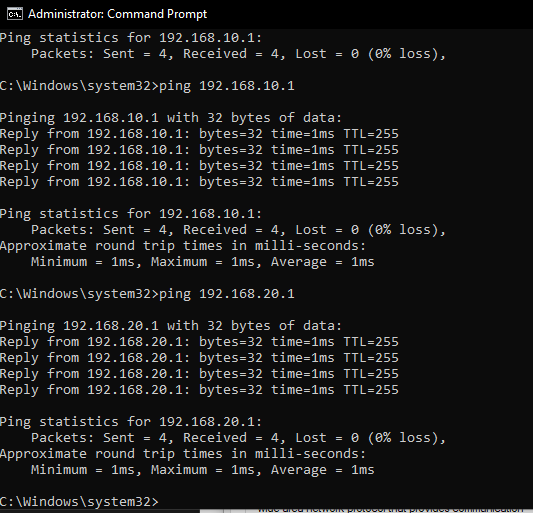 Administrator: Command Prompt
Ping statistics for 192.168.10.1:
    Packets: Sent = 4, Received = 4, Lost = 0 (0% loss),
C:\Windows\system32>ping 192.168.10.1
Pinging 192.168.10.1 with 32 bytes of data:
Reply from 192.168.10.1: bytes=32 time=1ms TTL=255
Reply from 192.168.10.1: bytes=32 time=1ms TTL=255
Reply from 192.168.10.1: bytes=32 time=1ms TTL=255
Reply from 192.168.10.1: bytes=32 time=1ms TTL=255
Ping statistics for 192.168.10.1:
    Packets: Sent = 4, Received = 4, Lost = 0 (0% loss),
Approximate round trip times in milli-seconds:
    Minimum = 1ms, Maximum = 1ms, Average = 1ms
C:\Windows\system32>ping 192.168.20.1
Pinging 192.168.20.1 with 32 bytes of data:
Reply from 192.168.20.1: bytes=32 time=1ms TTL=255
Reply from 192.168.20.1: bytes=32 time=1ms TTL=255
Reply from 192.168.20.1: bytes=32 time=1ms TTL=255
Reply from 192.168.20.1: bytes=32 time=1ms TTL=255
Ping statistics for 192.168.20.1:
    Packets: Sent = 4, Received = 4, Lost = 0 (0% loss),
Approximate round trip times in milli-seconds:
    Minimum = 1ms, Maximum = 1ms, Average = 1ms
C:\Windows\system32>
wide area network protocol that provides communication